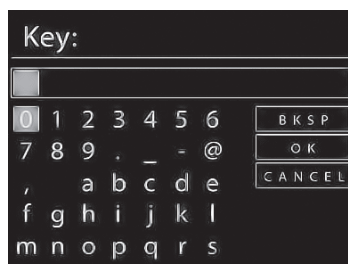 Key:
0 1 2 3 4 5 6
BKSP
7 8 9 . _ - @
OK
, a b c d e
CANCEL
f g h i j k l
m n o p q r s